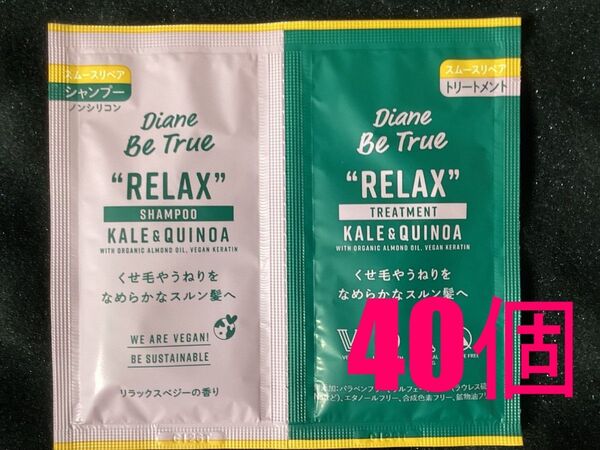 スムースリペア
シャンプー
ノンシリコン
Diane
Be True
"RELAX"
SHAMPOO
KALE & QUINOA
WITH ORGANIC ALMOND OIL, VEGAN KERATIN
くせ毛やうねりを
なめらかなスルン髪へ
WE ARE VEGAN!
BE SUSTAINABLE
リラックスベジーの香り
スムースリペア
トリートメント
Diane
Be True
"RELAX"
TREATMENT
KALE & QUINOA
WITH ORGANIC ALMOND OIL, VEGAN KERATIN
くせ毛やうねりを
なめらかなスルン髪へ
40個
エタノールフリー、合成色素フリー、鉱物油フ